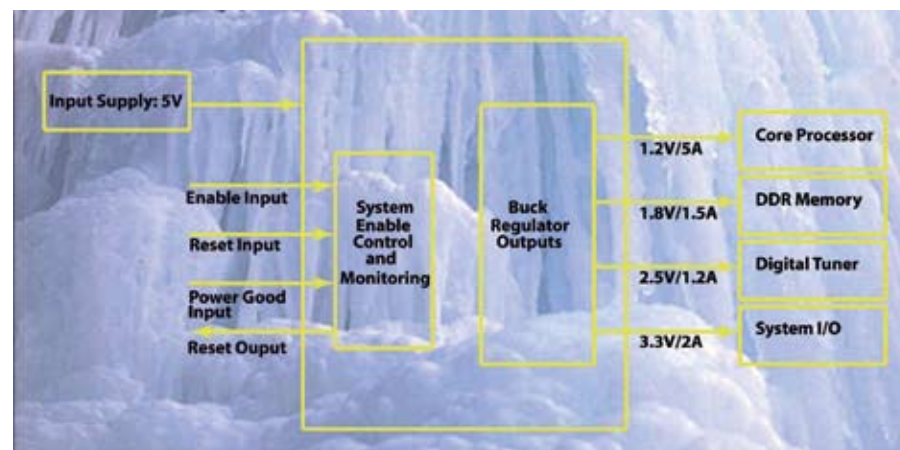 Input Supply: 5V
Enable Input
Reset Input
Power Good
Input
Reset Ouput
System
Enable
Control
and
Monitoring
Buck
Regulator
Outputs
1.2V/5A
1.8V/1.5A
2.5V/1.2A
3.3V/2A
Core Processor
DDR Memory
Digital Tuner
System I/O